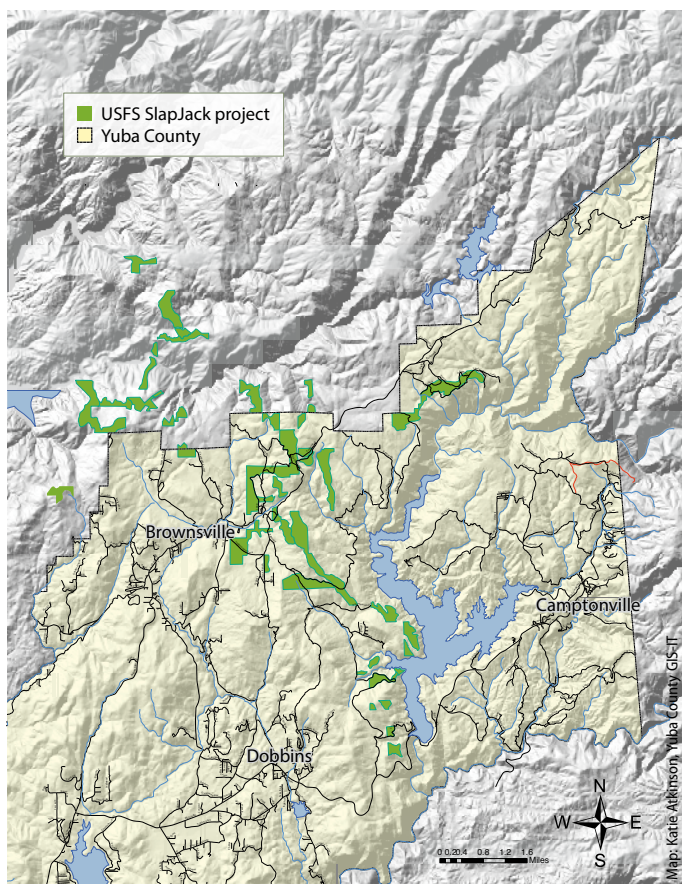 USFS SlapJack project
Yuba County
Brownsville
Camptonville
Dobbins
N
W E
S
0 0.2 0.4 0.8 1.2 1.6
Miles
Map: Katie Atkinson, Yuba County GIS-IT